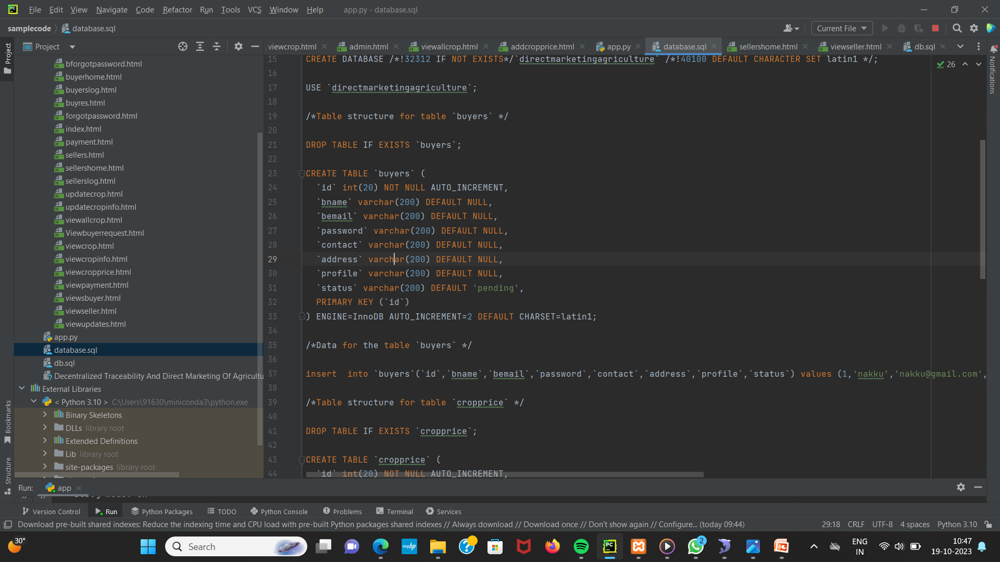 File Edit View Navigate Code Refactor Run Tools VCS Window Help app.py - database.sql
samplecode database.sql Current File
Project
viewcrop.html admin.html viewallcrop.html addcropprice.html app.py database.sql sellershome.html viewseller.html db.sql
Project
Notifications
Bookmarks
Structure
bforgotpassword.html
buyerhome.html
buyerslog.html
buyres.html
forgotpassword.html
index.html
payment.html
sellers.html
sellershome.html
sellerslog.html
updatecrop.html
updatecropinfo.html
viewallcrop.html
Viewbuyerrequest.html
viewcrop.html
viewcropinfo.html
viewcropprice.html
viewpayment.html
viewsbuyer.html
viewseller.html
viewupdates.html
app.py
database.sql
db.sql
Decentralized Traceability And Direct Marketing Of Agricultu
External Libraries
< Python 3.10 > C:\Users\91630\miniconda3\python.exe
Binary Skeletons
DLLs library root
Extended Definitions
Lib library root
site-packages library root
26
15 CREATE DATABASE /*!32312 IF NOT EXISTS*/`directmarketingagriculture` /*!40100 DEFAULT CHARACTER SET latin1 */;
16
17 USE `directmarketingagriculture`;
18
19 /*Table structure for table `buyers` */
20
21 DROP TABLE IF EXISTS `buyers`;
22
23 CREATE TABLE `buyers` (
24 `id` int(20) NOT NULL AUTO_INCREMENT,
25 `bname` varchar(200) DEFAULT NULL,
26 `bemail` varchar(200) DEFAULT NULL,
27 `password` varchar(200) DEFAULT NULL,
28 `contact` varchar(200) DEFAULT NULL,
29 `address` varchar(200) DEFAULT NULL,
30 `profile` varchar(200) DEFAULT NULL,
31 `status` varchar(200) DEFAULT 'pending',
32 PRIMARY KEY (`id`)
33 ) ENGINE=InnoDB AUTO_INCREMENT=2 DEFAULT CHARSET=latin1;
34
35 /*Data for the table `buyers` */
36
37 insert  into `buyers`(`id`,`bname`,`bemail`,`password`,`contact`,`address`,`profile`,`status`) values (1,'nakku','nakku@gmail.com',
38
39 /*Table structure for table `cropprice` */
40
41 DROP TABLE IF EXISTS `cropprice`;
42
43 CREATE TABLE `cropprice` (
44 `id` int(20) NOT NULL AUTO_INCREMENT,
Run: app
Version Control Run Python Packages TODO Python Console Problems Terminal Services
Download pre-built shared indexes: Reduce the indexing time and CPU load with pre-built Python packages shared indexes // Always download // Download once // Don't show again // Configure... (today 09:44) 29:18 CRLF UTF-8 4 spaces Python 3.10
30° Search myhp PC 2 ENG IN 10:47
19-10-2023